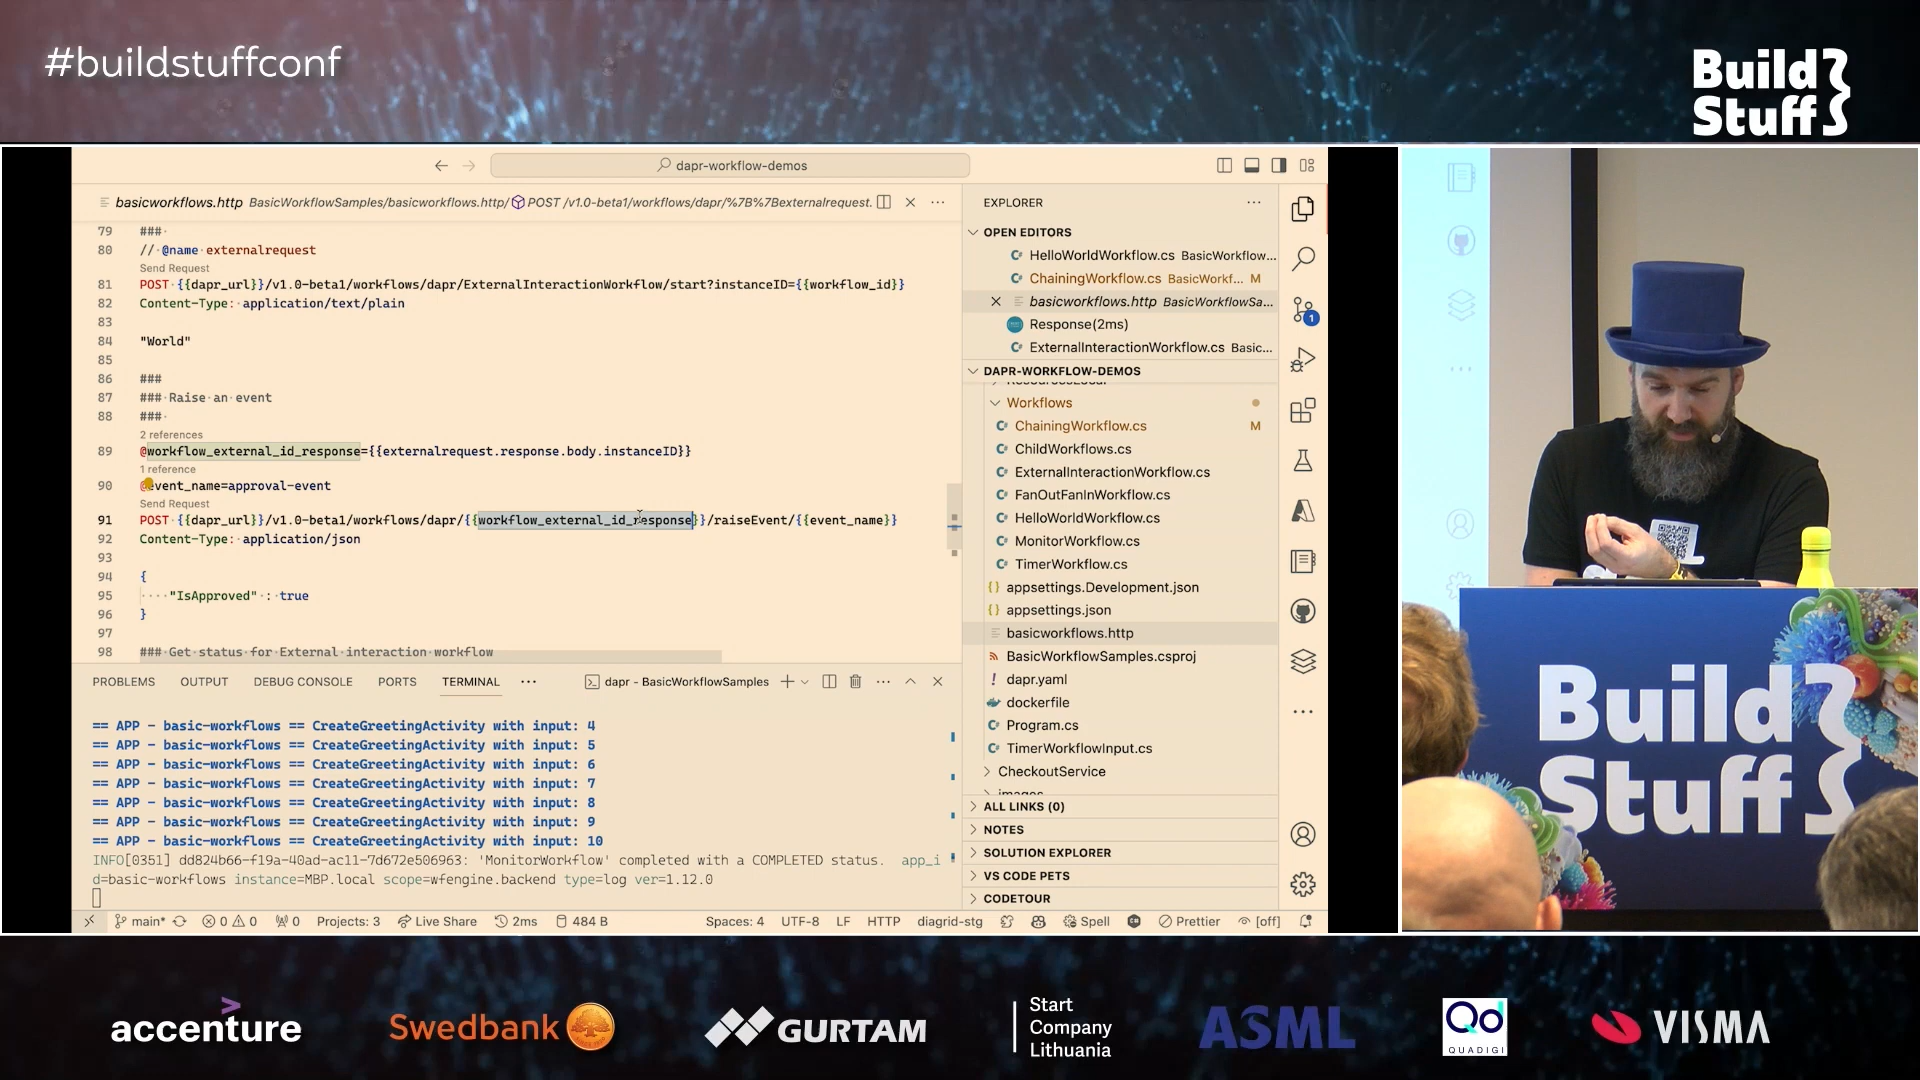 #buildstuffconf
Build
Stuff
dapr-workflow-demos
basicworkflows.http BasicWorkflowSamples/basicworkflows.http/ POST /v1.0-beta1/workflows/dapr/%7B%7Bexternalrequest.
79 ###
80 // @name externalrequest
Send Request
81 POST {{dapr_url}}/v1.0-beta1/workflows/dapr/ExternalInteractionWorkflow/start?instanceID={{workflow_id}}
82 Content-Type: application/text/plain
83
84 "World"
85
86 ###
87 ### Raise an event
88 ###
2 references
89 @workflow_external_id_response={{externalrequest.response.body.instanceID}}
1 reference
90 @event_name=approval-event
Send Request
91 POST {{dapr_url}}/v1.0-beta1/workflows/dapr/{{workflow_external_id_response}}/raiseEvent/{{event_name}}
92 Content-Type: application/json
93
94 {
95 "IsApproved" : true
96 }
97
98 ### Get status for External interaction workflow
PROBLEMS OUTPUT DEBUG CONSOLE PORTS TERMINAL ··· dapr - BasicWorkflowSamples
== APP - basic-workflows == CreateGreetingActivity with input: 4
== APP - basic-workflows == CreateGreetingActivity with input: 5
== APP - basic-workflows == CreateGreetingActivity with input: 6
== APP - basic-workflows == CreateGreetingActivity with input: 7
== APP - basic-workflows == CreateGreetingActivity with input: 8
== APP - basic-workflows == CreateGreetingActivity with input: 9
== APP - basic-workflows == CreateGreetingActivity with input: 10
INFO[0351] dd824b66-f19a-40ad-ac11-7d672e506963: 'MonitorWorkflow' completed with a COMPLETED status. app_i
d=basic-workflows instance=MBP.local scope=wfengine.backend type=log ver=1.12.0
EXPLORER
OPEN EDITORS
HelloWorldWorkflow.cs BasicWorkflow...
ChainingWorkflow.cs BasicWorkf... M
basicworkflows.http BasicWorkflowSa...
Response(2ms)
ExternalInteractionWorkflow.cs Basic...
DAPR-WORKFLOW-DEMOS
Workflows
ChainingWorkflow.cs M
ChildWorkflows.cs
ExternalInteractionWorkflow.cs
FanOutFanInWorkflow.cs
HelloWorldWorkflow.cs
MonitorWorkflow.cs
TimerWorkflow.cs
appsettings.Development.json
appsettings.json
basicworkflows.http
BasicWorkflowSamples.csproj
dapr.yaml
dockerfile
Program.cs
TimerWorkflowInput.cs
CheckoutService
images
ALL LINKS (0)
NOTES
SOLUTION EXPLORER
VS CODE PETS
CODETOUR
1
main* 0 0 0 Projects: 3 Live Share 2ms 484 B Spaces: 4 UTF-8 LF HTTP diagrid-stg Spell Prettier [off]
Build
Stuff
accenture
Swedbank
GURTAM
Start
Company
Lithuania
ASML
Qd
QUADIGI
VISMA